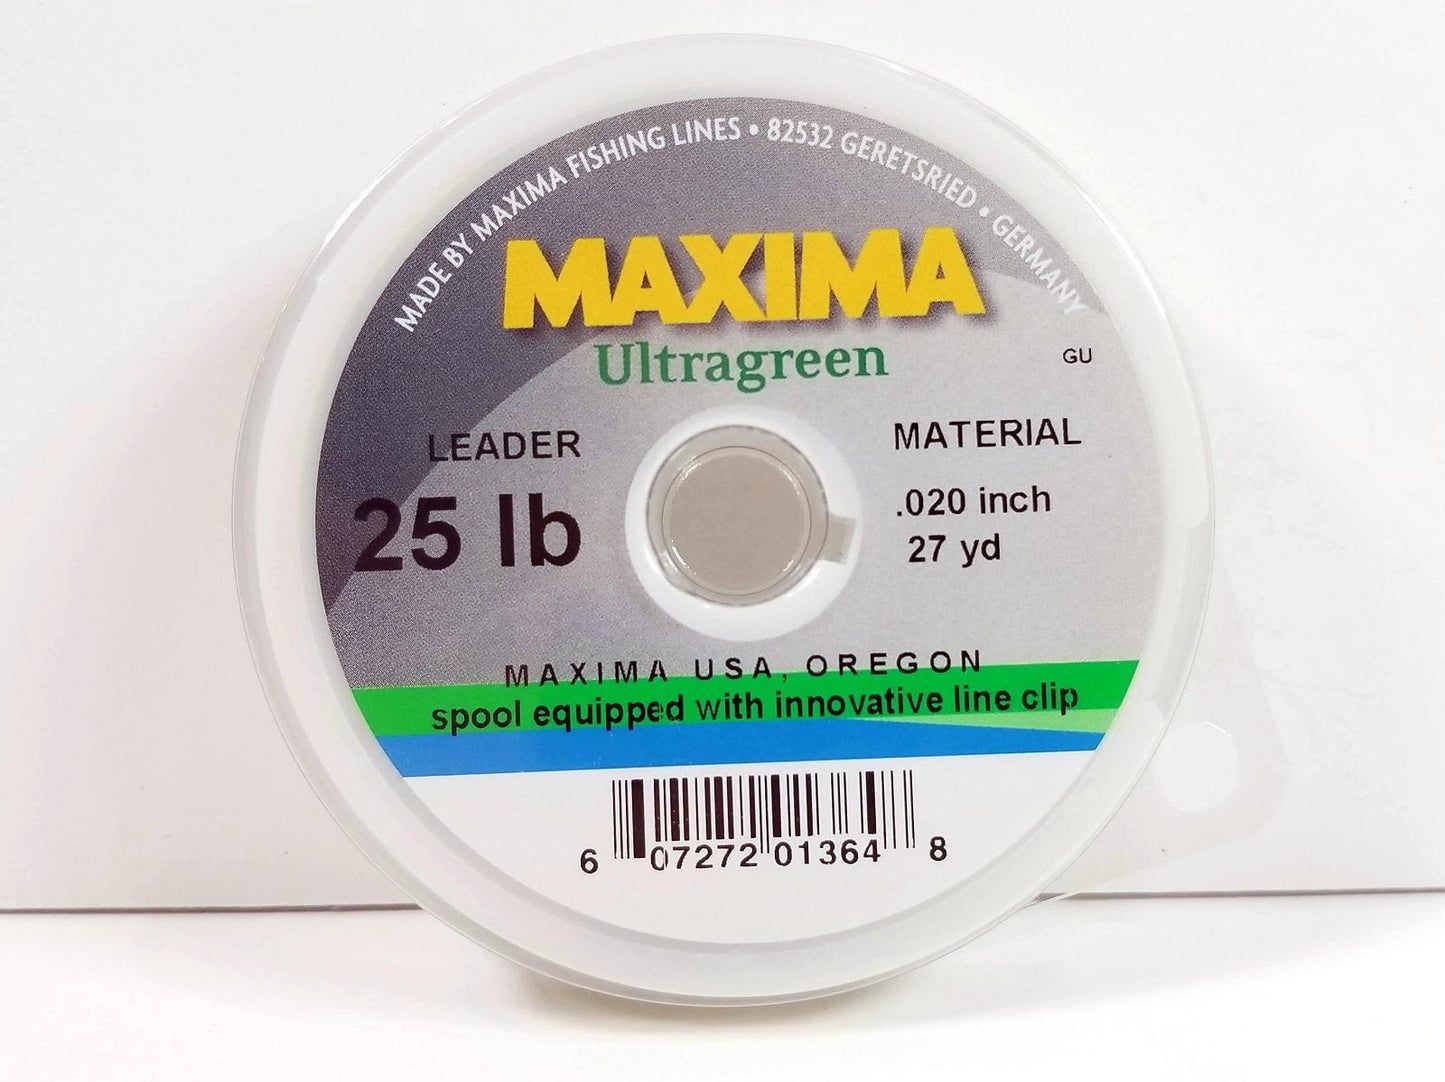 MADE BY MAXIMA FISHING LINES • 82532 GERETSRIED • GERMANY
MAXIMA
Ultragreen
GU
LEADER
MATERIAL
25 lb
.020 inch
27 yd
MAXIMA USA, OREGON
spool equipped with innovative line clip
6 07272 01364 8